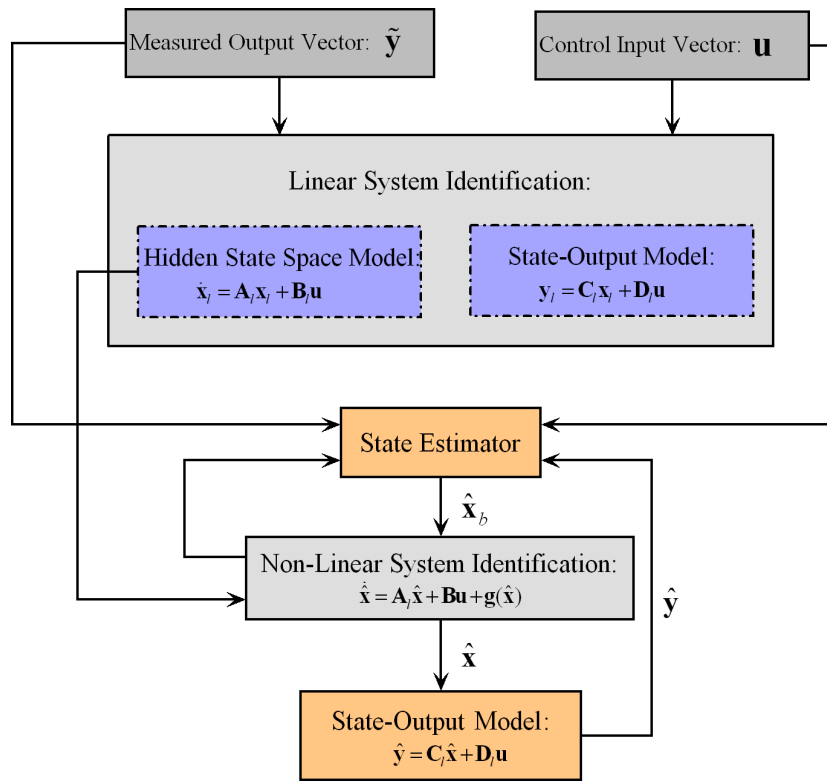 Measured Output Vector: ỹ
Control Input Vector: u
Linear System Identification:
Hidden State Space Model:
ẋ_l = A_l x_l + B_l u
State-Output Model:
y_l = C_l x_l + D_l u
State Estimator
x̂_b
Non-Linear System Identification:
x̂̇ = A_l x̂ + Bu + g(x̂)
ŷ
x̂
State-Output Model:
ŷ = C_l x̂ + D_l u